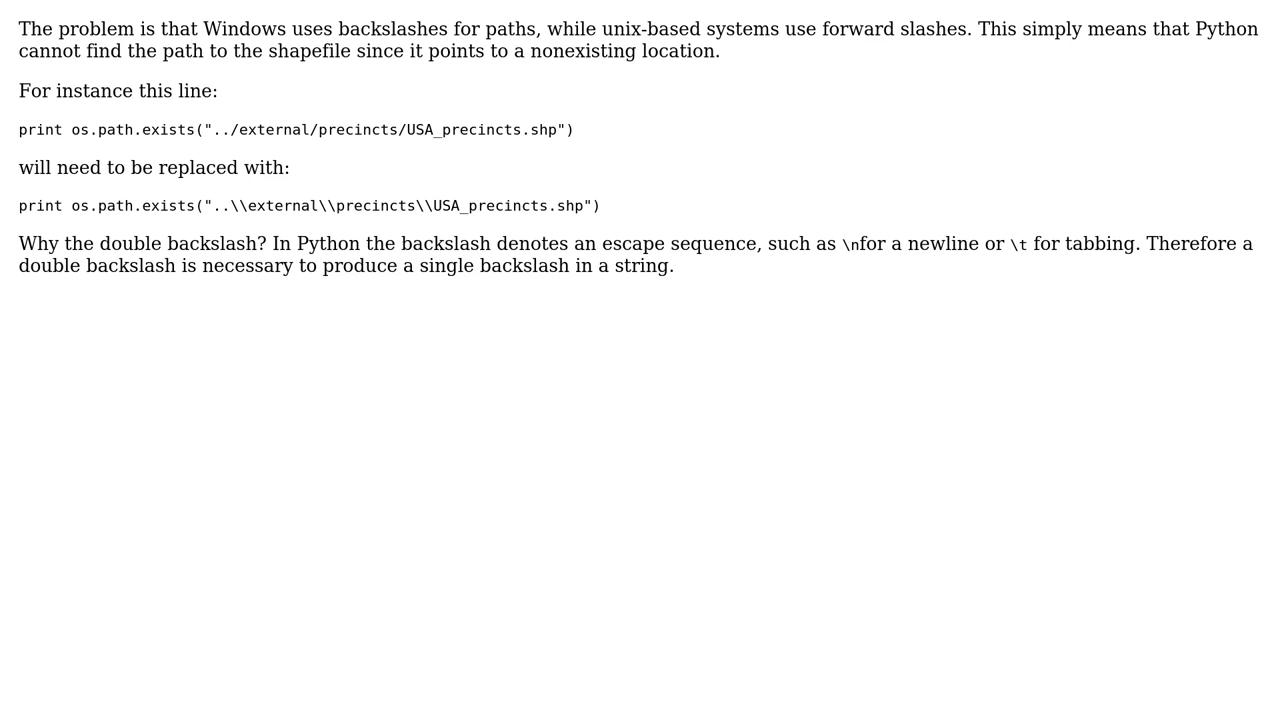 The problem is that Windows uses backslashes for paths, while unix-based systems use forward slashes. This simply means that Python
cannot find the path to the shapefile since it points to a nonexisting location.
For instance this line:
print os.path.exists("../external/precincts/USA_precincts.shp")
will need to be replaced with:
print os.path.exists("..\\external\\precincts\\USA_precincts.shp")
Why the double backslash? In Python the backslash denotes an escape sequence, such as \nfor a newline or \t for tabbing. Therefore a
double backslash is necessary to produce a single backslash in a string.